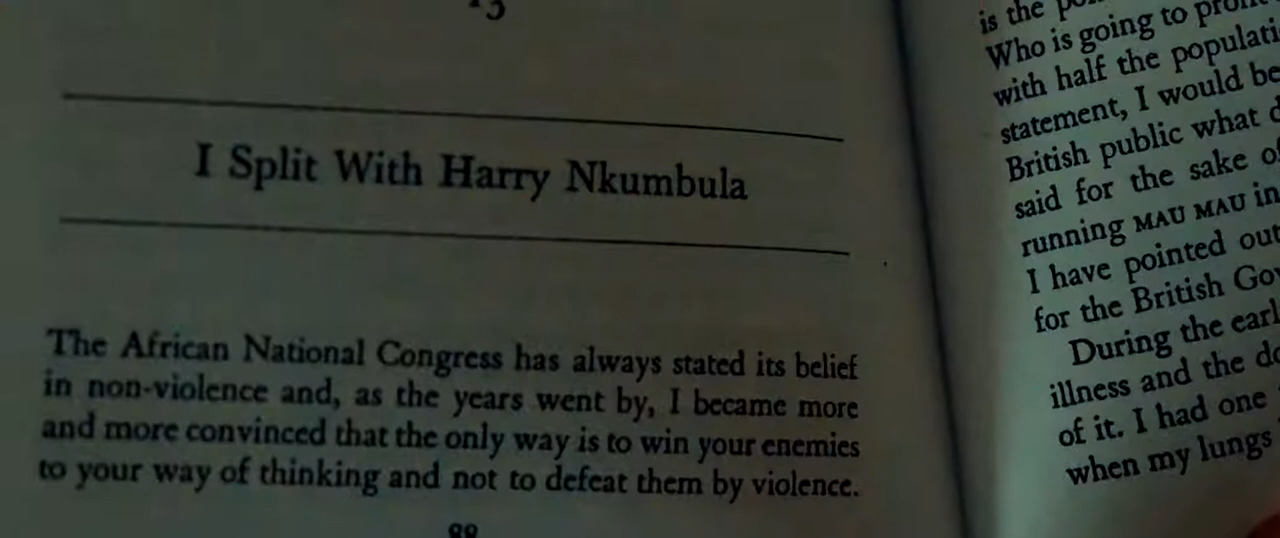 I Split With Harry Nkumbula
The African National Congress has always stated its belief
in non-violence and, as the years went by, I became more
and more convinced that the only way is to win your enemies
to your way of thinking and not to defeat them by violence.
is the
Who is going to
with half the
statement, I would be
British public what
said for the sake
running MAU MAU in
I have pointed out
for the British
During the
illness and the
of it. I had one
when my lungs